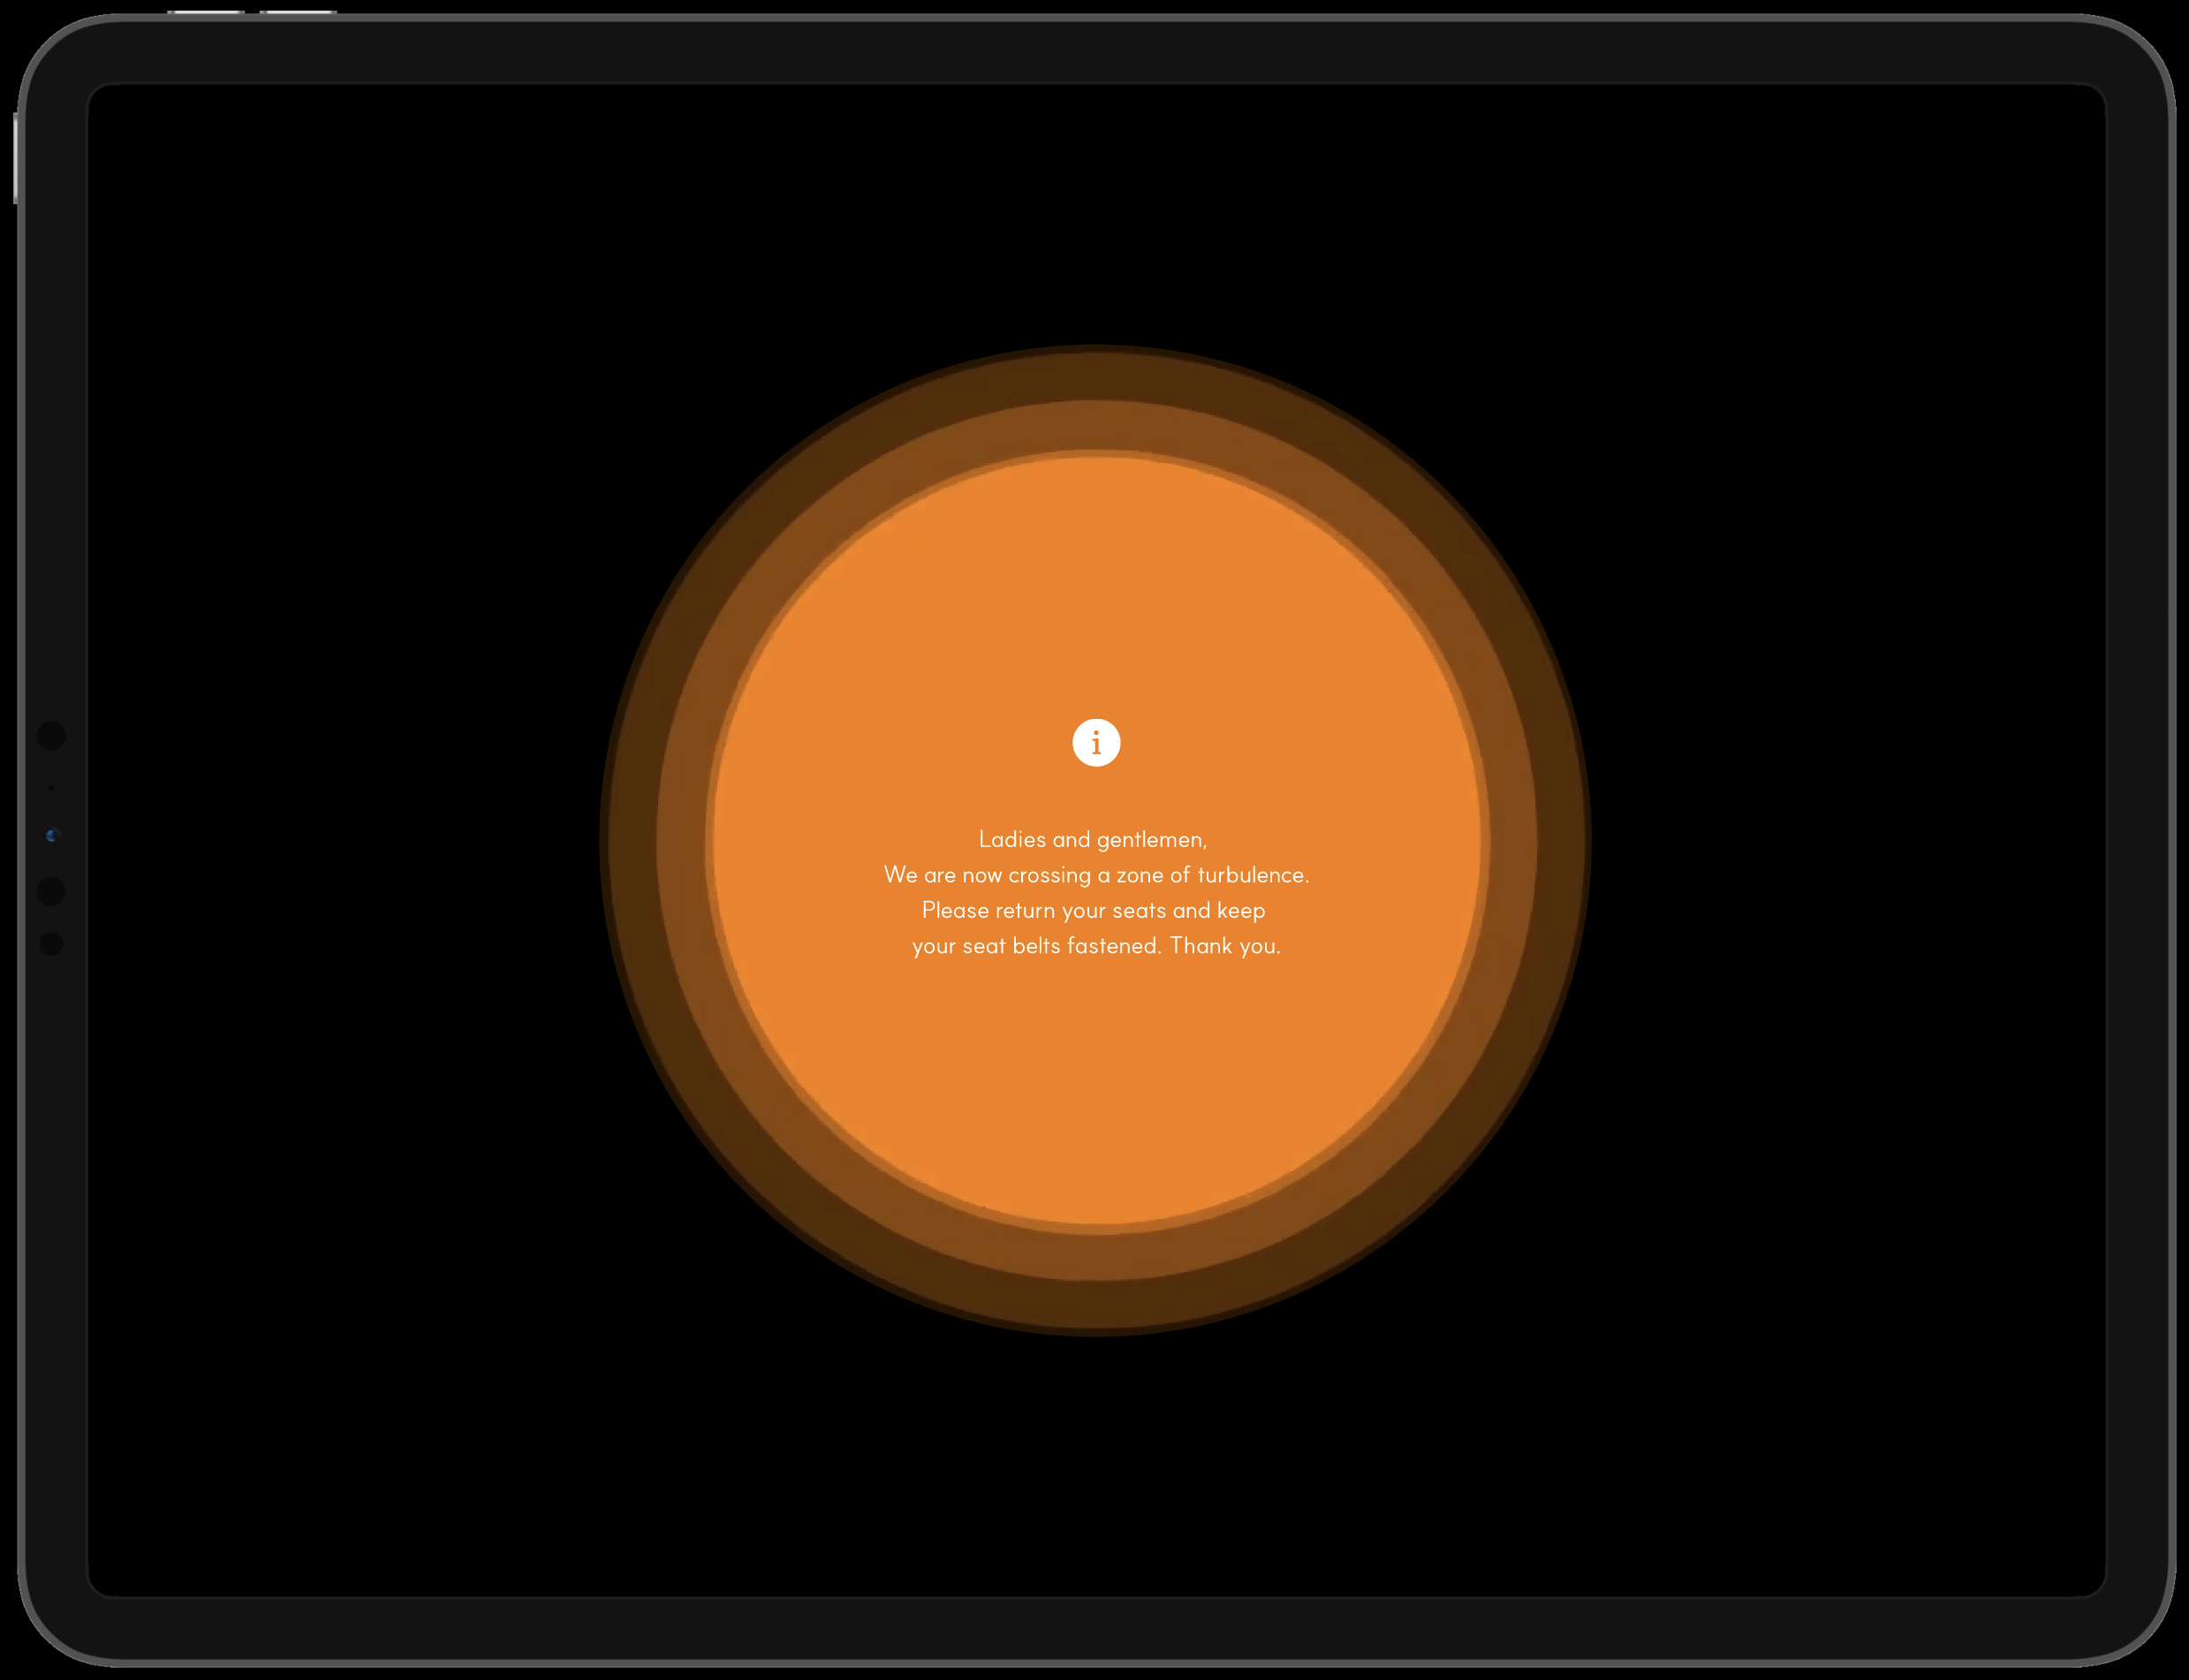 i
Ladies and gentlemen,
We are now crossing a zone of turbulence.
Please return your seats and keep
your seat belts fastened. Thank you.